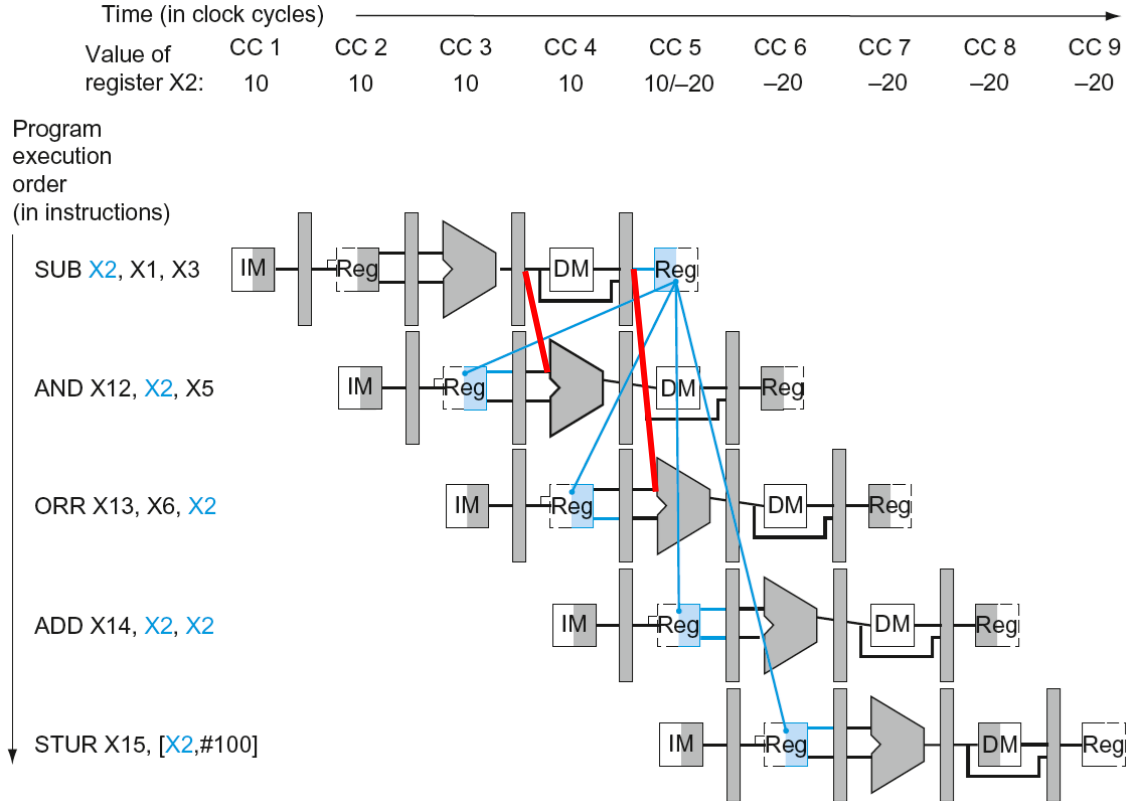 Time (in clock cycles)
Value of register X2:
CC 1 CC 2 CC 3 CC 4 CC 5 CC 6 CC 7 CC 8 CC 9
10 10 10 10 10/–20 –20 –20 –20 –20
Program
execution
order
(in instructions)
SUB X2, X1, X3
IM Reg DM Reg
AND X12, X2, X5
IM Reg DM Reg
ORR X13, X6, X2
IM Reg DM Reg
ADD X14, X2, X2
IM Reg DM Reg
STUR X15, [X2,#100]
IM Reg DM Reg